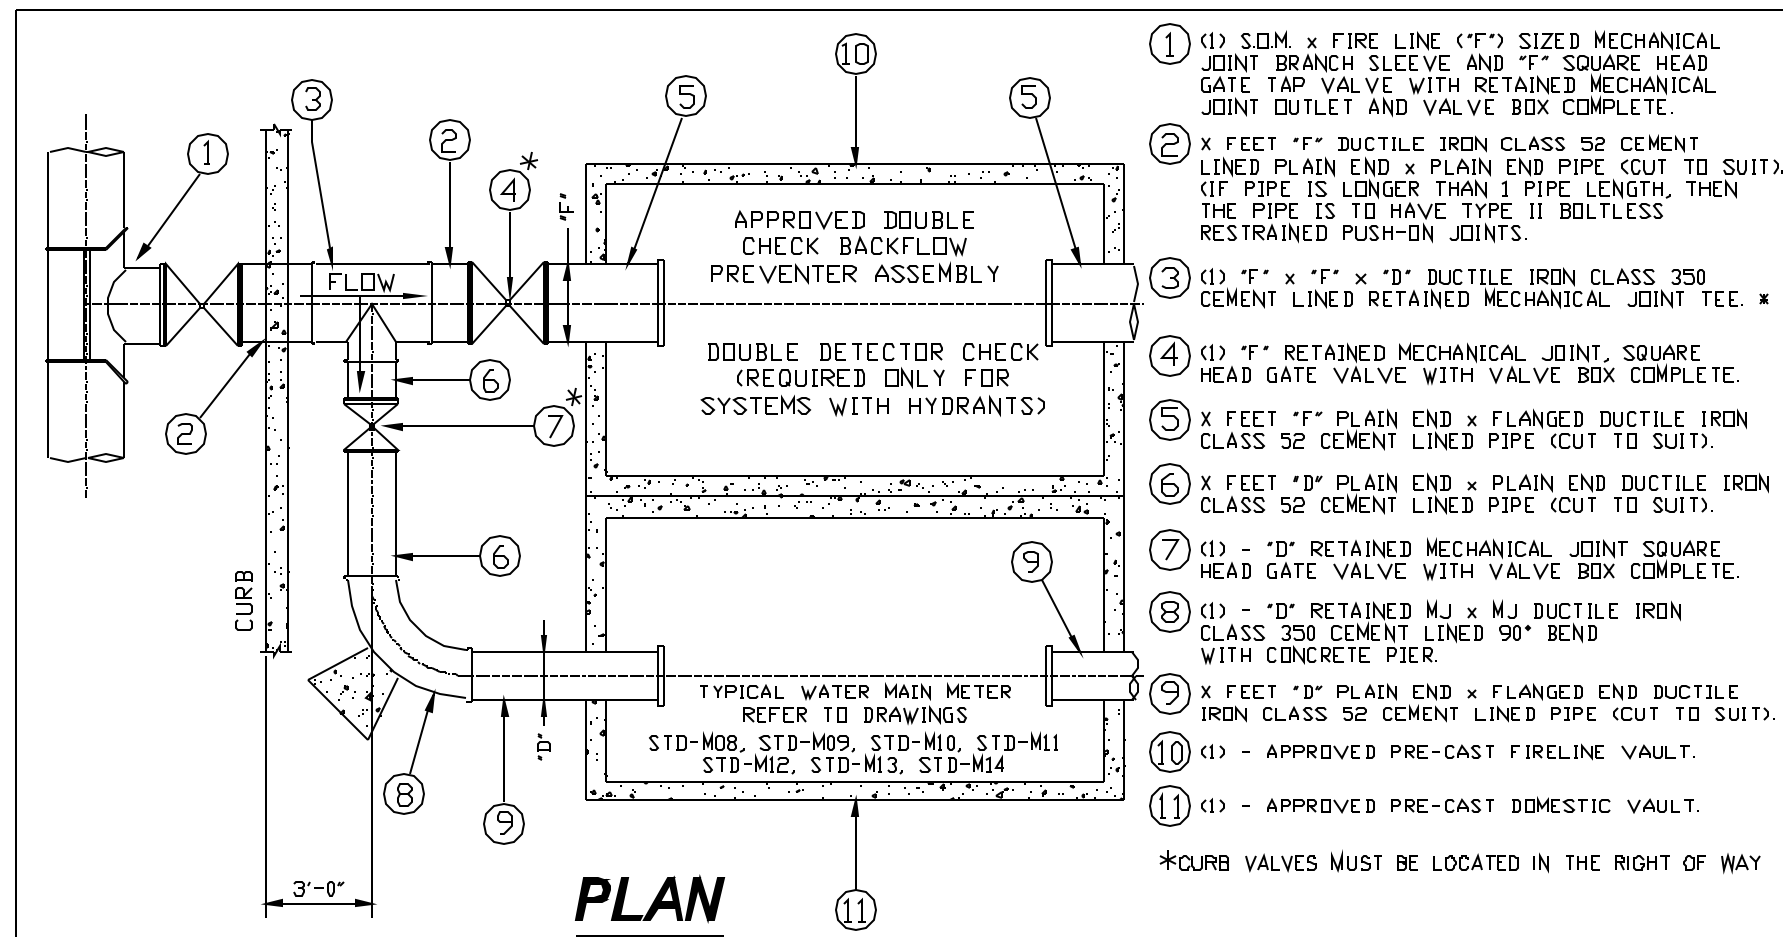 1
(1) S.O.M. x FIRE LINE ("F") SIZED MECHANICAL
JOINT BRANCH SLEEVE AND "F" SQUARE HEAD
GATE TAP VALVE WITH RETAINED MECHANICAL
JOINT OUTLET AND VALVE BOX COMPLETE.
2
X FEET "F" DUCTILE IRON CLASS 52 CEMENT
LINED PLAIN END x PLAIN END PIPE (CUT TO SUIT).
(IF PIPE IS LONGER THAN 1 PIPE LENGTH, THEN
THE PIPE IS TO HAVE TYPE II BOLTLESS
RESTRAINED PUSH-ON JOINTS.
3
(1) "F" x "F" x "D" DUCTILE IRON CLASS 350
CEMENT LINED RETAINED MECHANICAL JOINT TEE. *
4
(1) "F" RETAINED MECHANICAL JOINT, SQUARE
HEAD GATE VALVE WITH VALVE BOX COMPLETE.
5
X FEET "F" PLAIN END x FLANGED DUCTILE IRON
CLASS 52 CEMENT LINED PIPE (CUT TO SUIT).
6
X FEET "D" PLAIN END x PLAIN END DUCTILE IRON
CLASS 52 CEMENT LINED PIPE (CUT TO SUIT).
7
(1) - "D" RETAINED MECHANICAL JOINT SQUARE
HEAD GATE VALVE WITH VALVE BOX COMPLETE.
8
(1) - "D" RETAINED MJ x MJ DUCTILE IRON
CLASS 350 CEMENT LINED 90° BEND
WITH CONCRETE PIER.
9
X FEET "D" PLAIN END x FLANGED END DUCTILE
IRON CLASS 52 CEMENT LINED PIPE (CUT TO SUIT).
10
(1) - APPROVED PRE-CAST FIRELINE VAULT.
11
(1) - APPROVED PRE-CAST DOMESTIC VAULT.
*CURB VALVES MUST BE LOCATED IN THE RIGHT OF WAY
10
3
5
5
2
1
4*
"F"
FLOW
APPROVED DOUBLE
CHECK BACKFLOW
PREVENTER ASSEMBLY
DOUBLE DETECTOR CHECK
(REQUIRED ONLY FOR
SYSTEMS WITH HYDRANTS)
6
7*
2
6
9
CURB
TYPICAL WATER MAIN METER
REFER TO DRAWINGS
STD-M08, STD-M09, STD-M10, STD-M11
STD-M12, STD-M13, STD-M14
"D"
8
9
3'-0"
PLAN
11